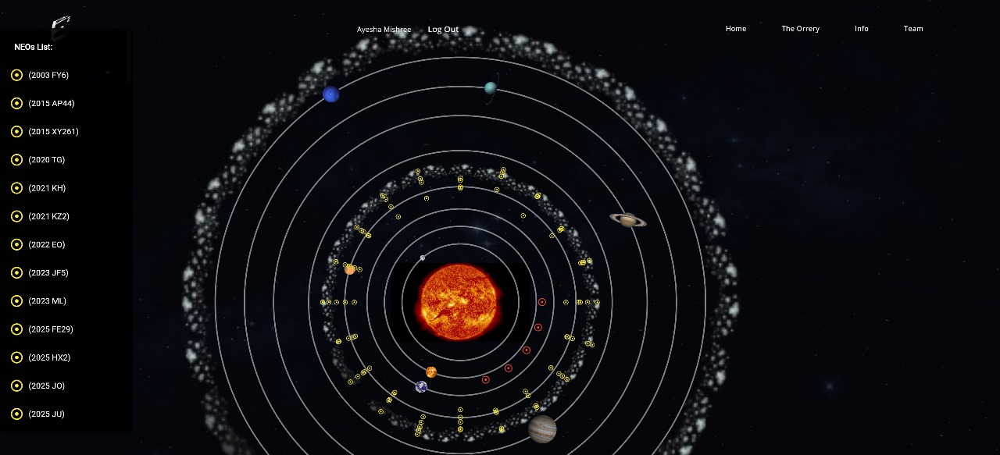 Ayesha Mishree Log Out Home The Orrery Info Team
NEOs List:
(2003 FY6)
(2015 AP44)
(2015 XY261)
(2020 TG)
(2021 KH)
(2021 KZ2)
(2022 EO)
(2023 JF5)
(2023 ML)
(2025 FE29)
(2025 HX2)
(2025 JO)
(2025 JU)